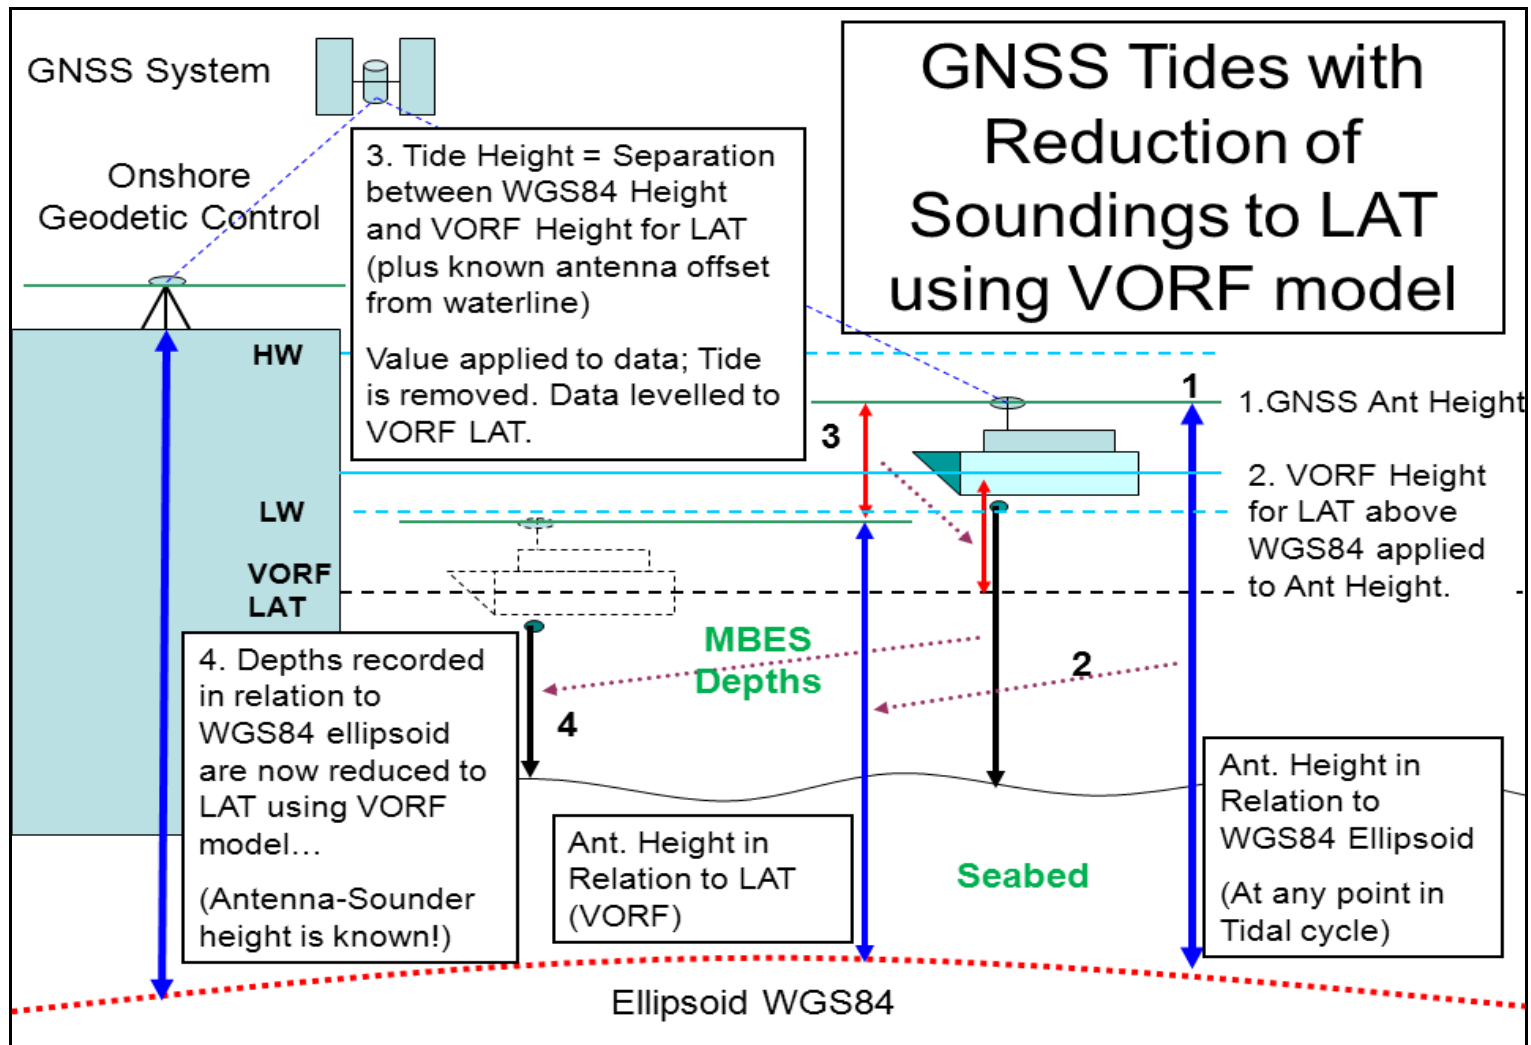 GNSS System
GNSS Tides with
Reduction of
Soundings to LAT
using VORF model
Onshore
Geodetic Control
3. Tide Height = Separation
between WGS84 Height
and VORF Height for LAT
(plus known antenna offset
from waterline)
Value applied to data; Tide
is removed. Data levelled to
VORF LAT.
HW
1
1.GNSS Ant Height
3
2. VORF Height
for LAT above
WGS84 applied
to Ant Height.
LW
VORF
LAT
MBES
Depths
2
4
4. Depths recorded
in relation to
WGS84 ellipsoid
are now reduced to
LAT using VORF
model…
(Antenna-Sounder
height is known!)
Ant. Height in
Relation to LAT
(VORF)
Seabed
Ant. Height in
Relation to
WGS84 Ellipsoid
(At any point in
Tidal cycle)
Ellipsoid WGS84